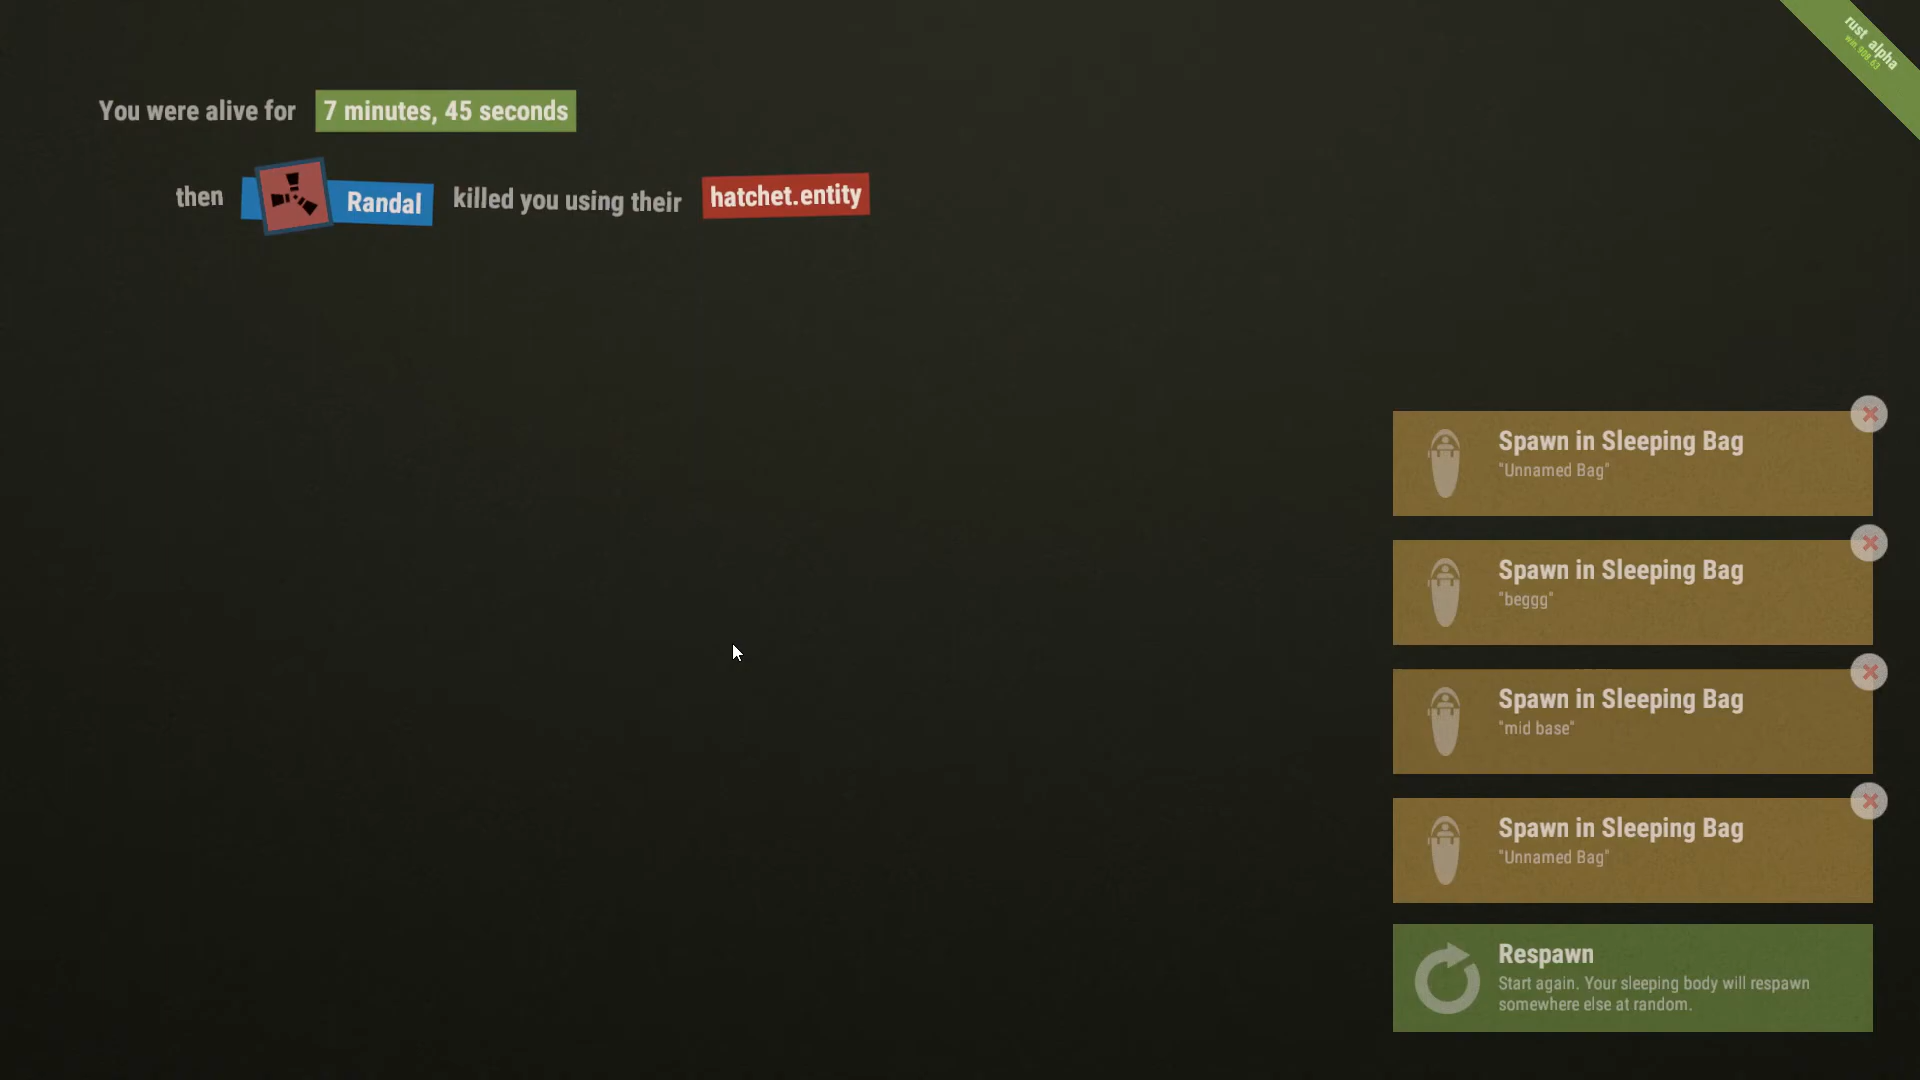 rust alpha
You were alive for 7 minutes, 45 seconds
then Randal killed you using their hatchet.entity
Spawn in Sleeping Bag
"Unnamed Bag"
Spawn in Sleeping Bag
"beggg"
Spawn in Sleeping Bag
"mid base"
Spawn in Sleeping Bag
"Unnamed Bag"
Respawn
Start again. Your sleeping body will respawn
somewhere else at random.